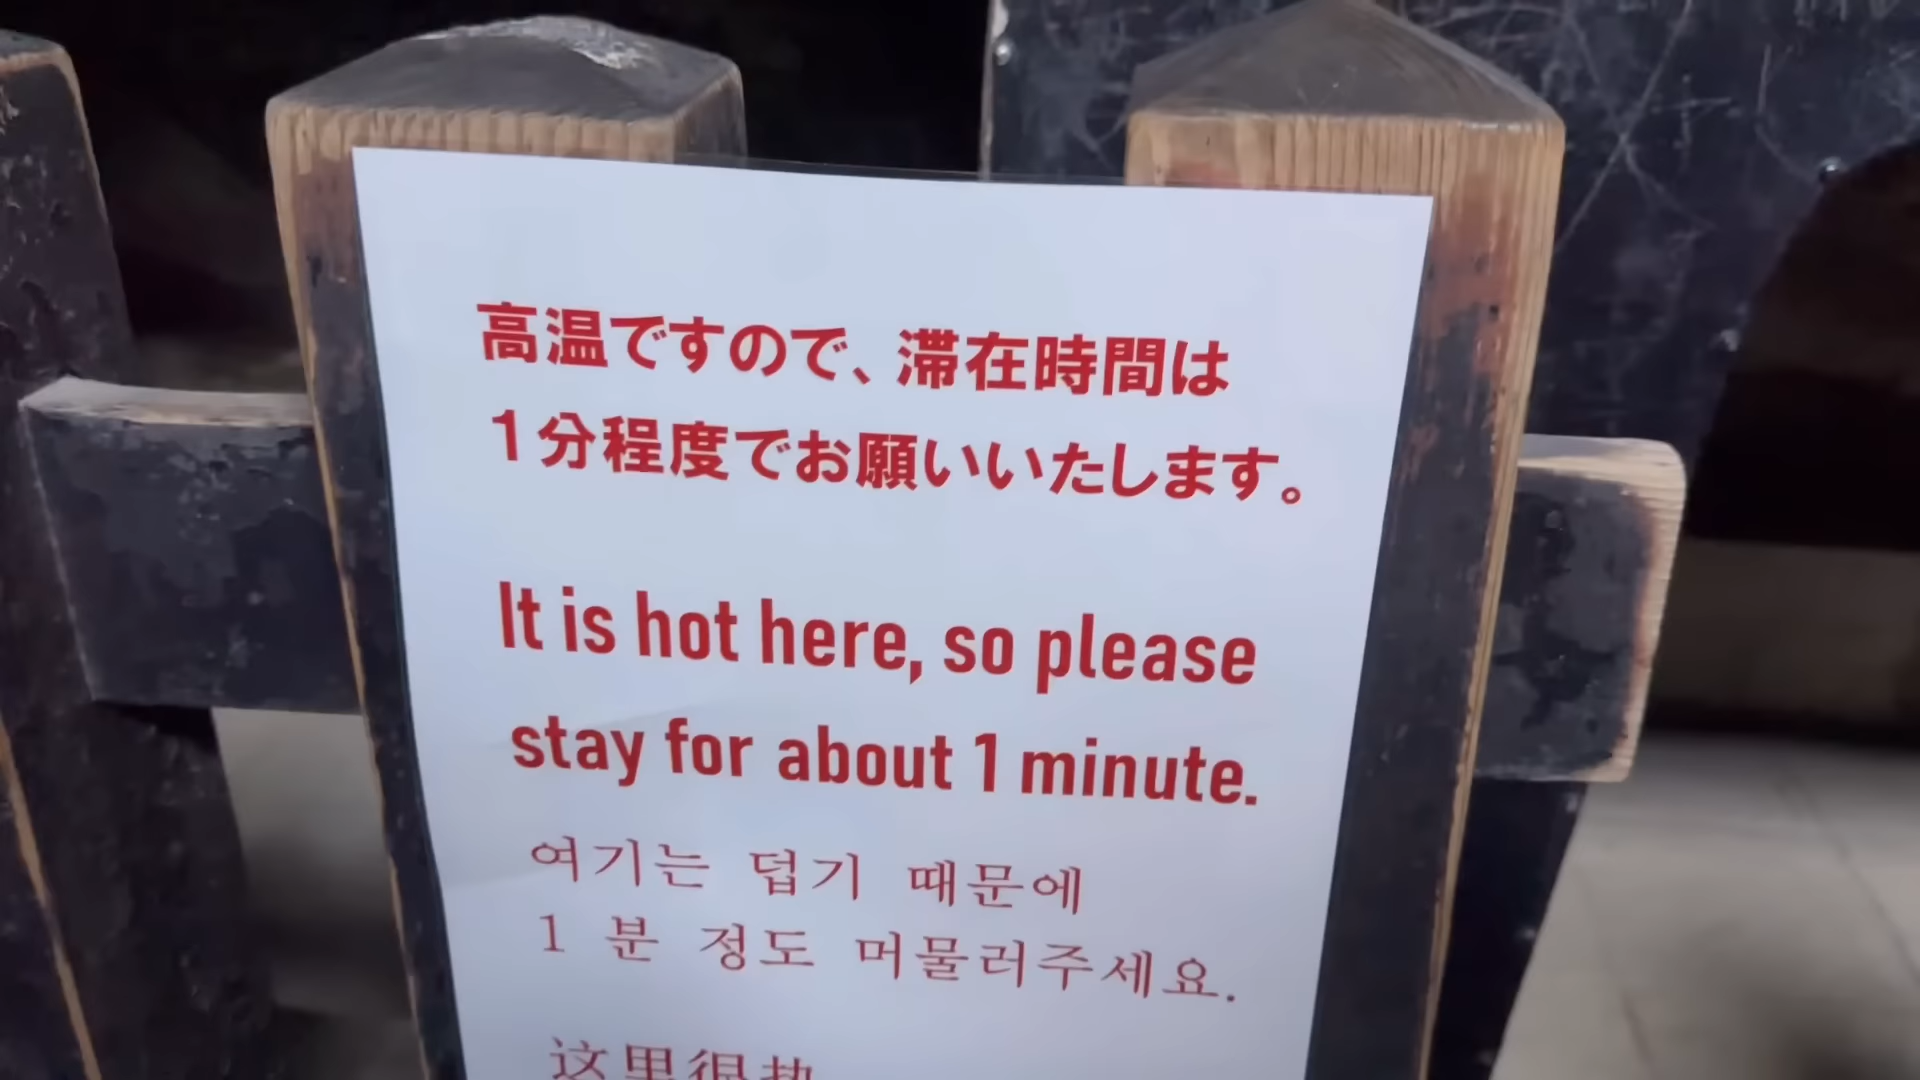 高温ですので、滞在時間は
1分程度でお願いいたします。
It is hot here, so please
stay for about 1 minute.
여기는 덥기 때문에
1 분 정도 머물러주세요.
这里很热